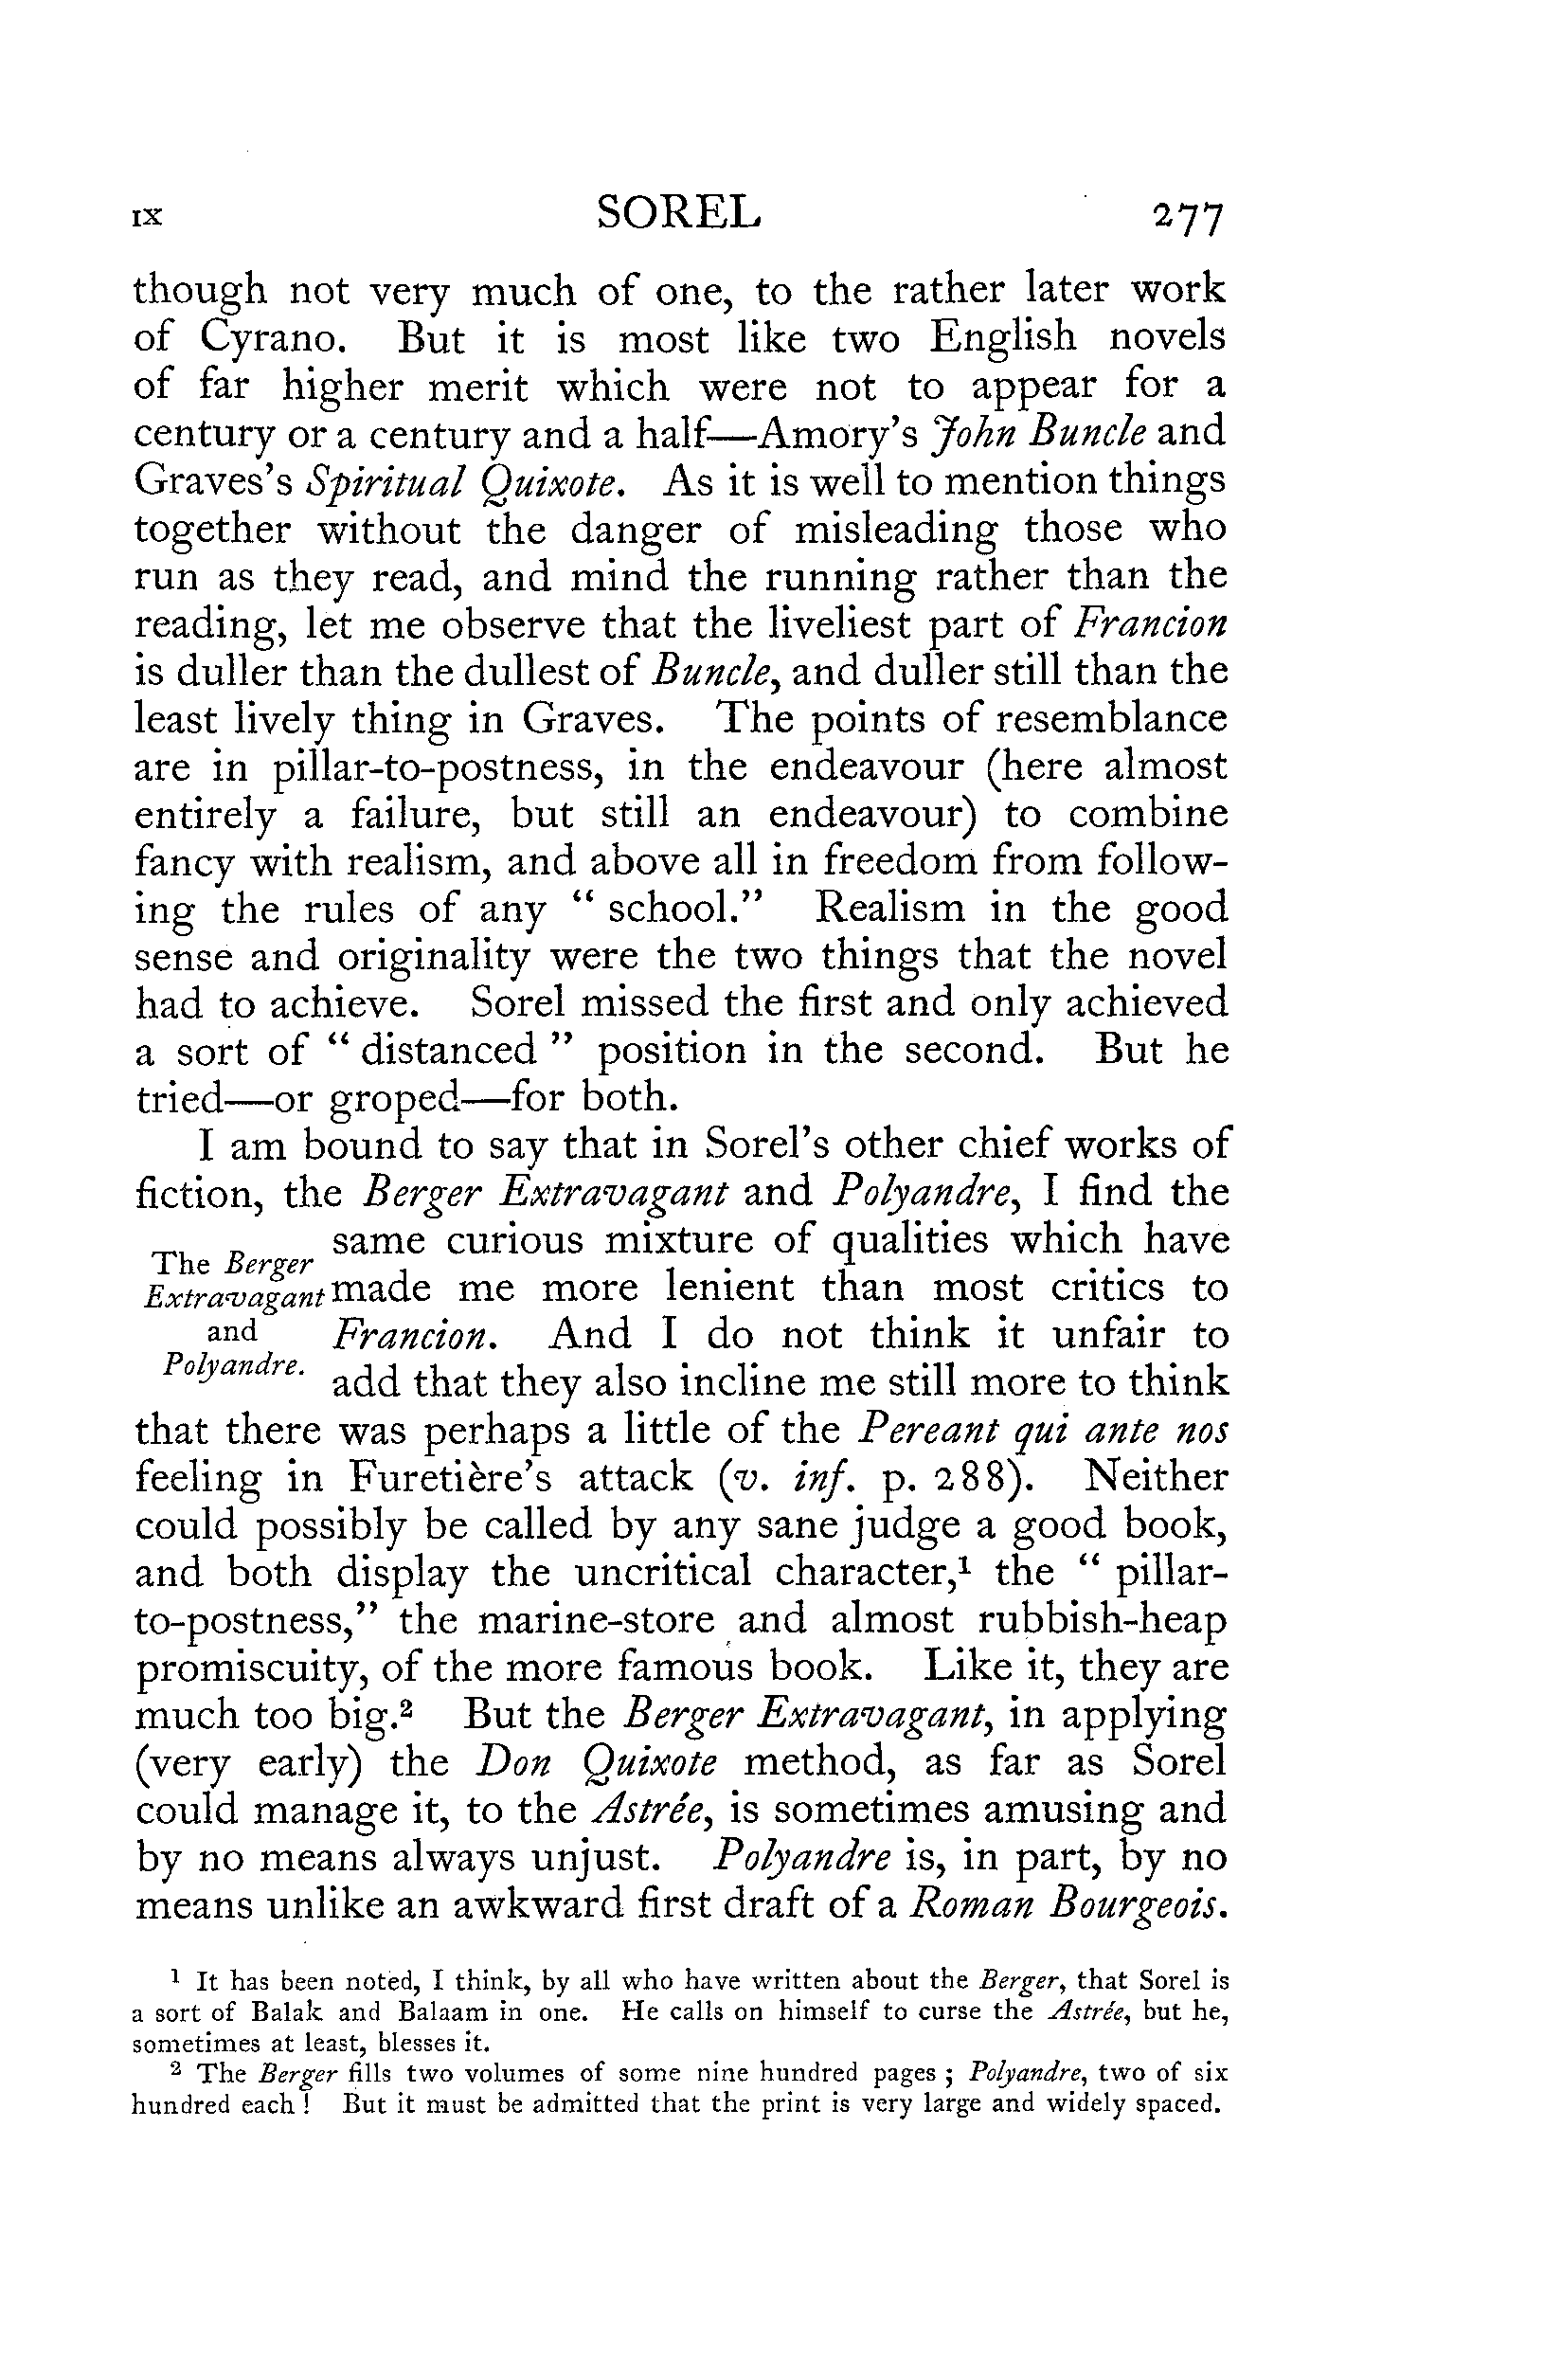 IX SOREL 277
though not very much of one, to the rather later work
of Cyrano. But it is most like two English novels
of far higher merit which were not to appear for a
century or a century and a half—Amory's John Buncle and
Graves's Spiritual Quixote. As it is well to mention things
together without the danger of misleading those who
run as they read, and mind the running rather than the
reading, let me observe that the liveliest part of Francion
is duller than the dullest of Buncle, and duller still than the
least lively thing in Graves. The points of resemblance
are in pillar-to-postness, in the endeavour (here almost
entirely a failure, but still an endeavour) to combine
fancy with realism, and above all in freedom from follow-
ing the rules of any “ school.” Realism in the good
sense and originality were the two things that the novel
had to achieve. Sorel missed the first and only achieved
a sort of “ distanced ” position in the second. But he
tried—or groped—for both.
I am bound to say that in Sorel's other chief works of
fiction, the Berger Extravagant and Polyandre, I find the
The Berger
Extravagant
and
Polyandre.
same curious mixture of qualities which have
made me more lenient than most critics to
Francion. And I do not think it unfair to
add that they also incline me still more to think
that there was perhaps a little of the Pereant qui ante nos
feeling in Furetière's attack (v. inf. p. 288). Neither
could possibly be called by any sane judge a good book,
and both display the uncritical character,¹ the “ pillar-
to-postness,” the marine-store and almost rubbish-heap
promiscuity, of the more famous book. Like it, they are
much too big.² But the Berger Extravagant, in applying
(very early) the Don Quixote method, as far as Sorel
could manage it, to the Astrée, is sometimes amusing and
by no means always unjust. Polyandre is, in part, by no
means unlike an awkward first draft of a Roman Bourgeois.
¹ It has been noted, I think, by all who have written about the Berger, that Sorel is
a sort of Balak and Balaam in one. He calls on himself to curse the Astrée, but he,
sometimes at least, blesses it.
² The Berger fills two volumes of some nine hundred pages ; Polyandre, two of six
hundred each ! But it must be admitted that the print is very large and widely spaced.